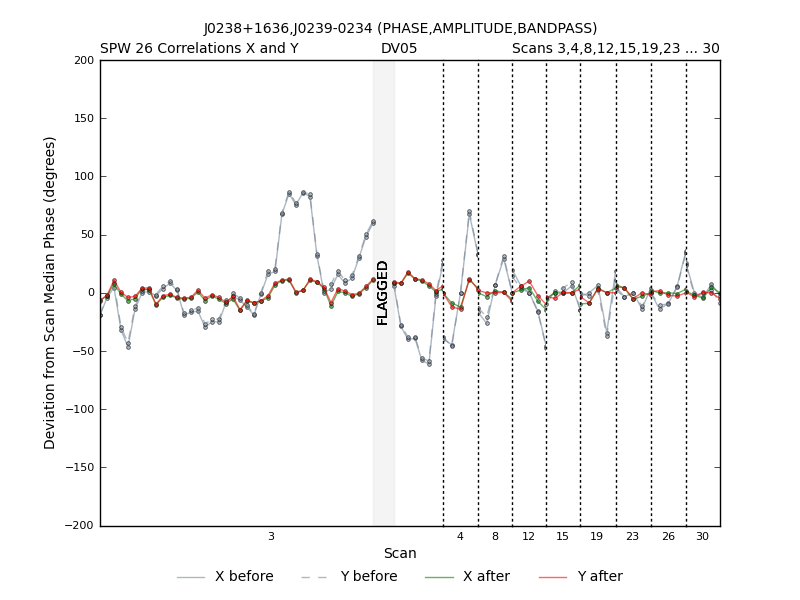 J0238+1636,J0239-0234 (PHASE,AMPLITUDE,BANDPASS)
SPW 26 Correlations X and Y DV05 Scans 3,4,8,12,15,19,23 ... 30
200
150
100
50
0
−50
−100
−150
−200
Deviation from Scan Median Phase (degrees)
FLAGGED
3 4 8 12 15 19 23 26 30
Scan
X before Y before X after Y after